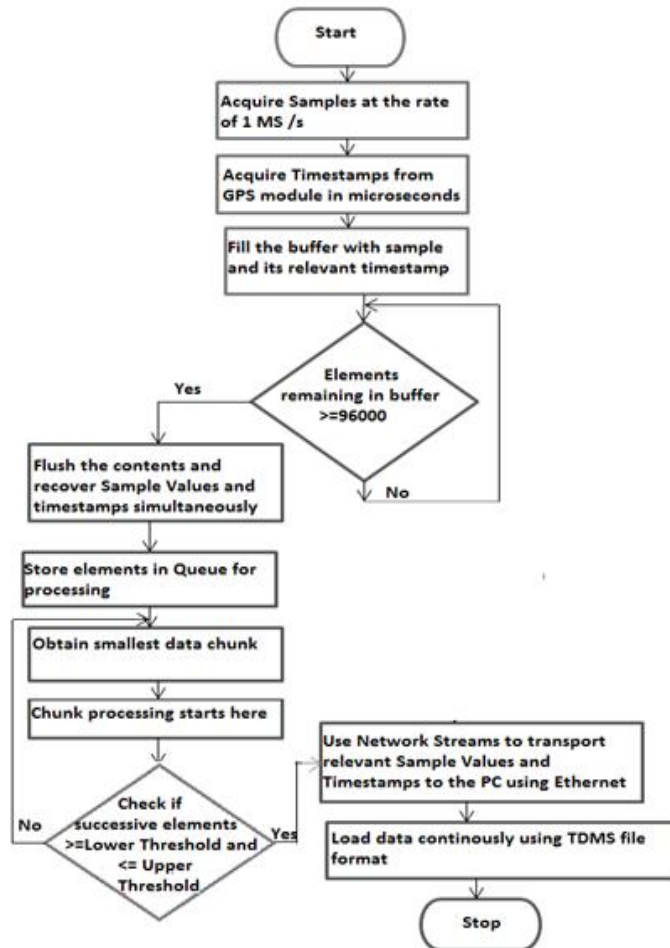 Start
Acquire Samples at the rate
of 1 MS /s
Acquire Timestamps from
GPS module in microseconds
Fill the buffer with sample
and its relevant timestamp
Elements
remaining in buffer
>=96000
Yes
No
Flush the contents and
recover Sample Values and
timestamps simultaneously
Store elements in Queue for
processing
Obtain smallest data chunk
Chunk processing starts here
Check if
successive elements
>=Lower Threshold and
<= Upper
Threshold
No
Yes
Use Network Streams to transport
relevant Sample Values and
Timestamps to the PC using Ethernet
Load data continously using TDMS file
format
Stop